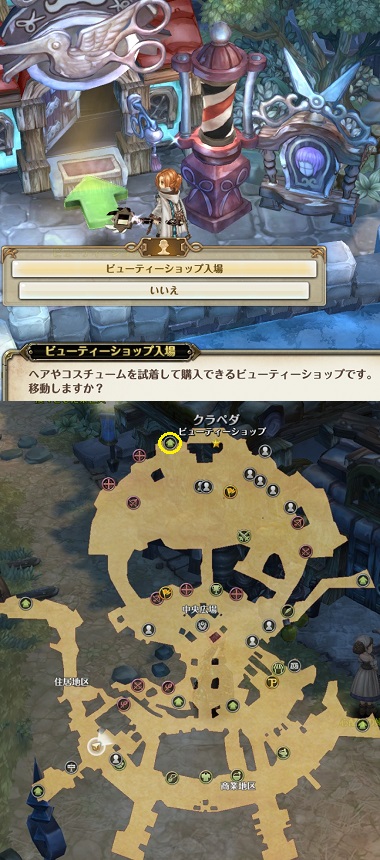 ビューティーショップ入場
いいえ
ビューティーショップ入場
ヘアやコスチュームを試着して購入できるビューティーショップです。
移動しますか？
クラペダ
ビューティーショップ
中央広場
住居地区
商業地区